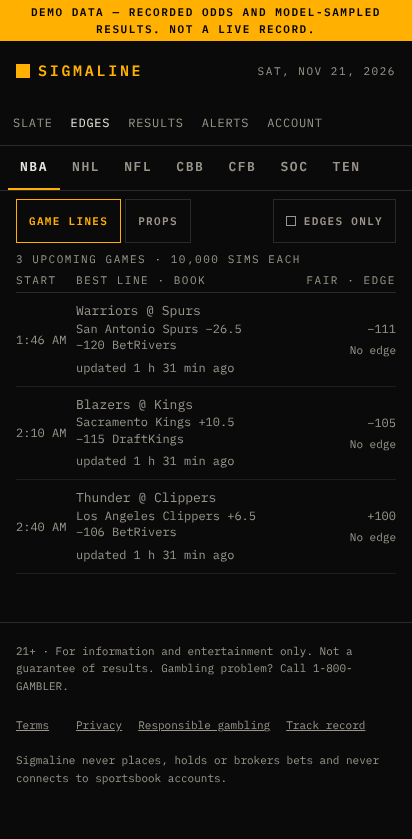 DEMO DATA — RECORDED ODDS AND MODEL-SAMPLED
RESULTS. NOT A LIVE RECORD.
SIGMALINE
SAT, NOV 21, 2026
SLATE EDGES RESULTS ALERTS ACCOUNT
NBA NHL NFL CBB CFB SOC TEN
GAME LINES PROPS EDGES ONLY
3 UPCOMING GAMES · 10,000 SIMS EACH
START BEST LINE · BOOK FAIR · EDGE
Warriors @ Spurs
San Antonio Spurs −26.5 −111
1:46 AM −120 BetRivers No edge
updated 1 h 31 min ago
Blazers @ Kings
Sacramento Kings +10.5 −105
2:10 AM −115 DraftKings No edge
updated 1 h 31 min ago
Thunder @ Clippers
Los Angeles Clippers +6.5 +100
2:40 AM −106 BetRivers No edge
updated 1 h 31 min ago
21+ · For information and entertainment only. Not a
guarantee of results. Gambling problem? Call 1-800-
GAMBLER.
Terms Privacy Responsible gambling Track record
Sigmaline never places, holds or brokers bets and never
connects to sportsbook accounts.